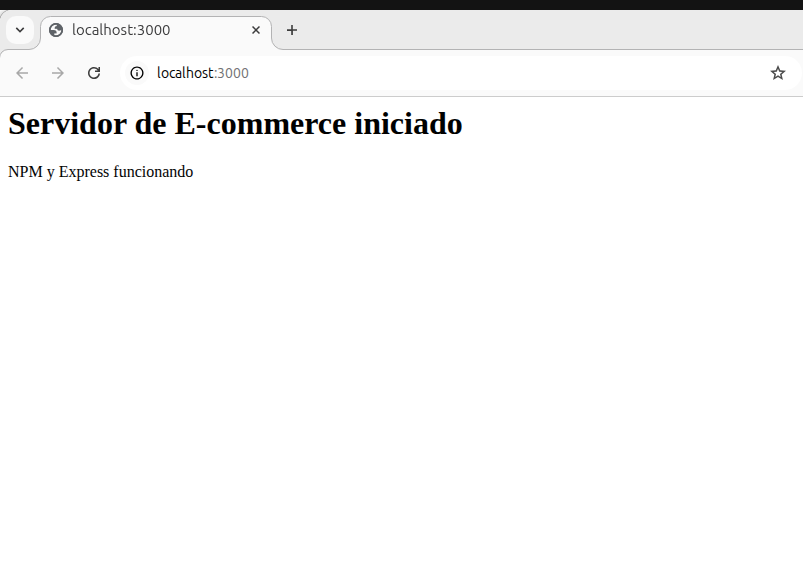 localhost:3000
localhost:3000
Servidor de E-commerce iniciado
NPM y Express funcionando